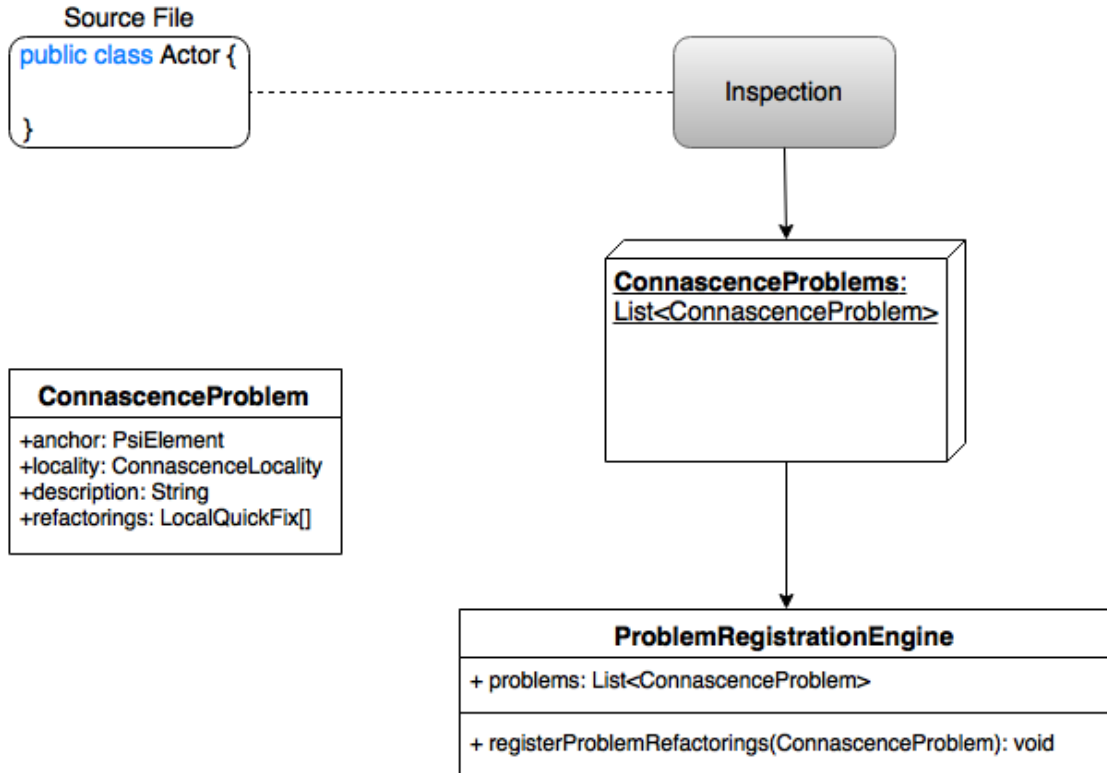 Source File
public class Actor {
}
Inspection
ConnascenceProblems:
List<ConnascenceProblem>
ConnascenceProblem
+anchor: PsiElement
+locality: ConnascenceLocality
+description: String
+refactorings: LocalQuickFix[]
ProblemRegistrationEngine
+ problems: List<ConnascenceProblem>
+ registerProblemRefactorings(ConnascenceProblem): void